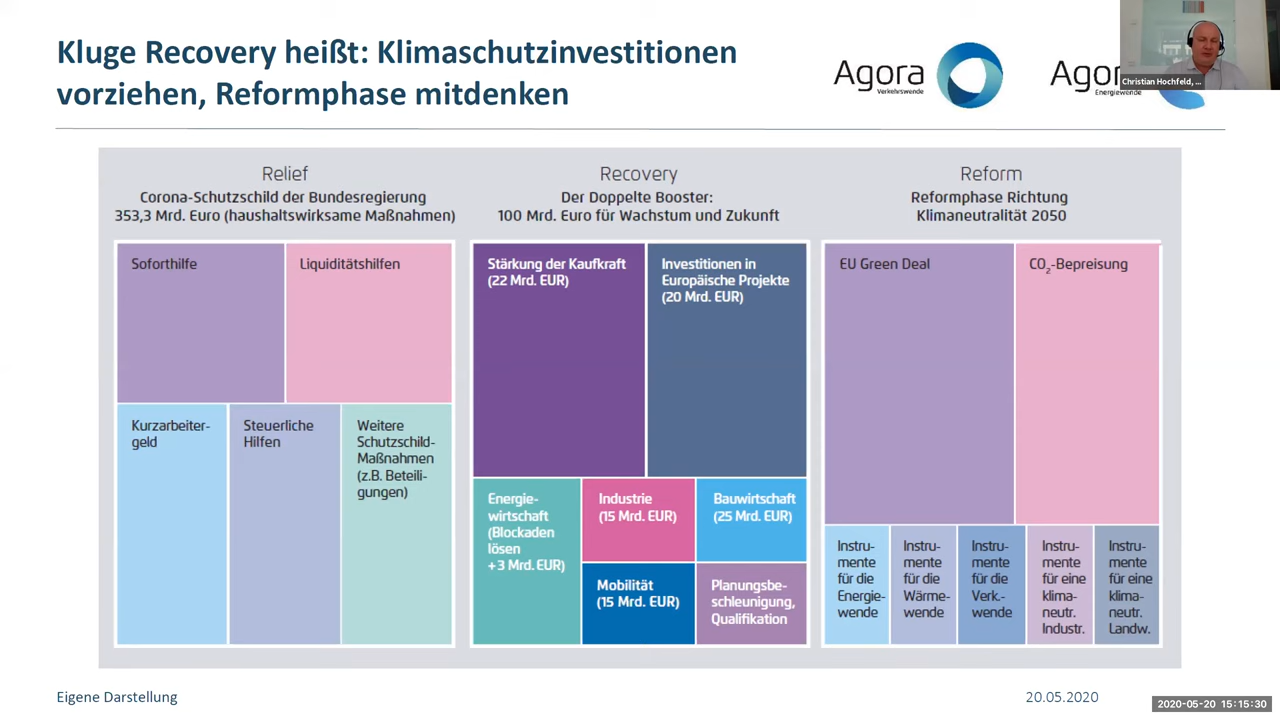 Kluge Recovery heißt: Klimaschutzinvestitionen
vorziehen, Reformphase mitdenken
Agora
Verkehrswende
Agor
Energiewende
Christian Hochfeld, ...
Relief
Corona-Schutzschild der Bundesregierung
353,3 Mrd. Euro (haushaltswirksame Maßnahmen)
Soforthilfe
Liquiditätshilfen
Kurzarbeiter-
geld
Steuerliche
Hilfen
Weitere
Schutzschild-
Maßnahmen
(z.B. Beteili-
gungen)
Recovery
Der Doppelte Booster:
100 Mrd. Euro für Wachstum und Zukunft
Stärkung der Kaufkraft
(22 Mrd. EUR)
Investitionen in
Europäische Projekte
(20 Mrd. EUR)
Energie-
wirtschaft
(Blockaden
lösen
+3 Mrd. EUR)
Industrie
(15 Mrd. EUR)
Bauwirtschaft
(25 Mrd. EUR)
Mobilität
(15 Mrd. EUR)
Planungsbe-
schleunigung,
Qualifikation
Reform
Reformphase Richtung
Klimaneutralität 2050
EU Green Deal
CO₂-Bepreisung
Instru-
mente
für die
Energie-
wende
Instru-
mente
für die
Wärme-
wende
Instru-
mente
für die
Verk.-
wende
Instru-
mente
für eine
klima-
neutr.
Industr.
Instru-
mente
für eine
klima-
neutr.
Landw.
Eigene Darstellung
20.05.2020
2020-05-20 15:15:30